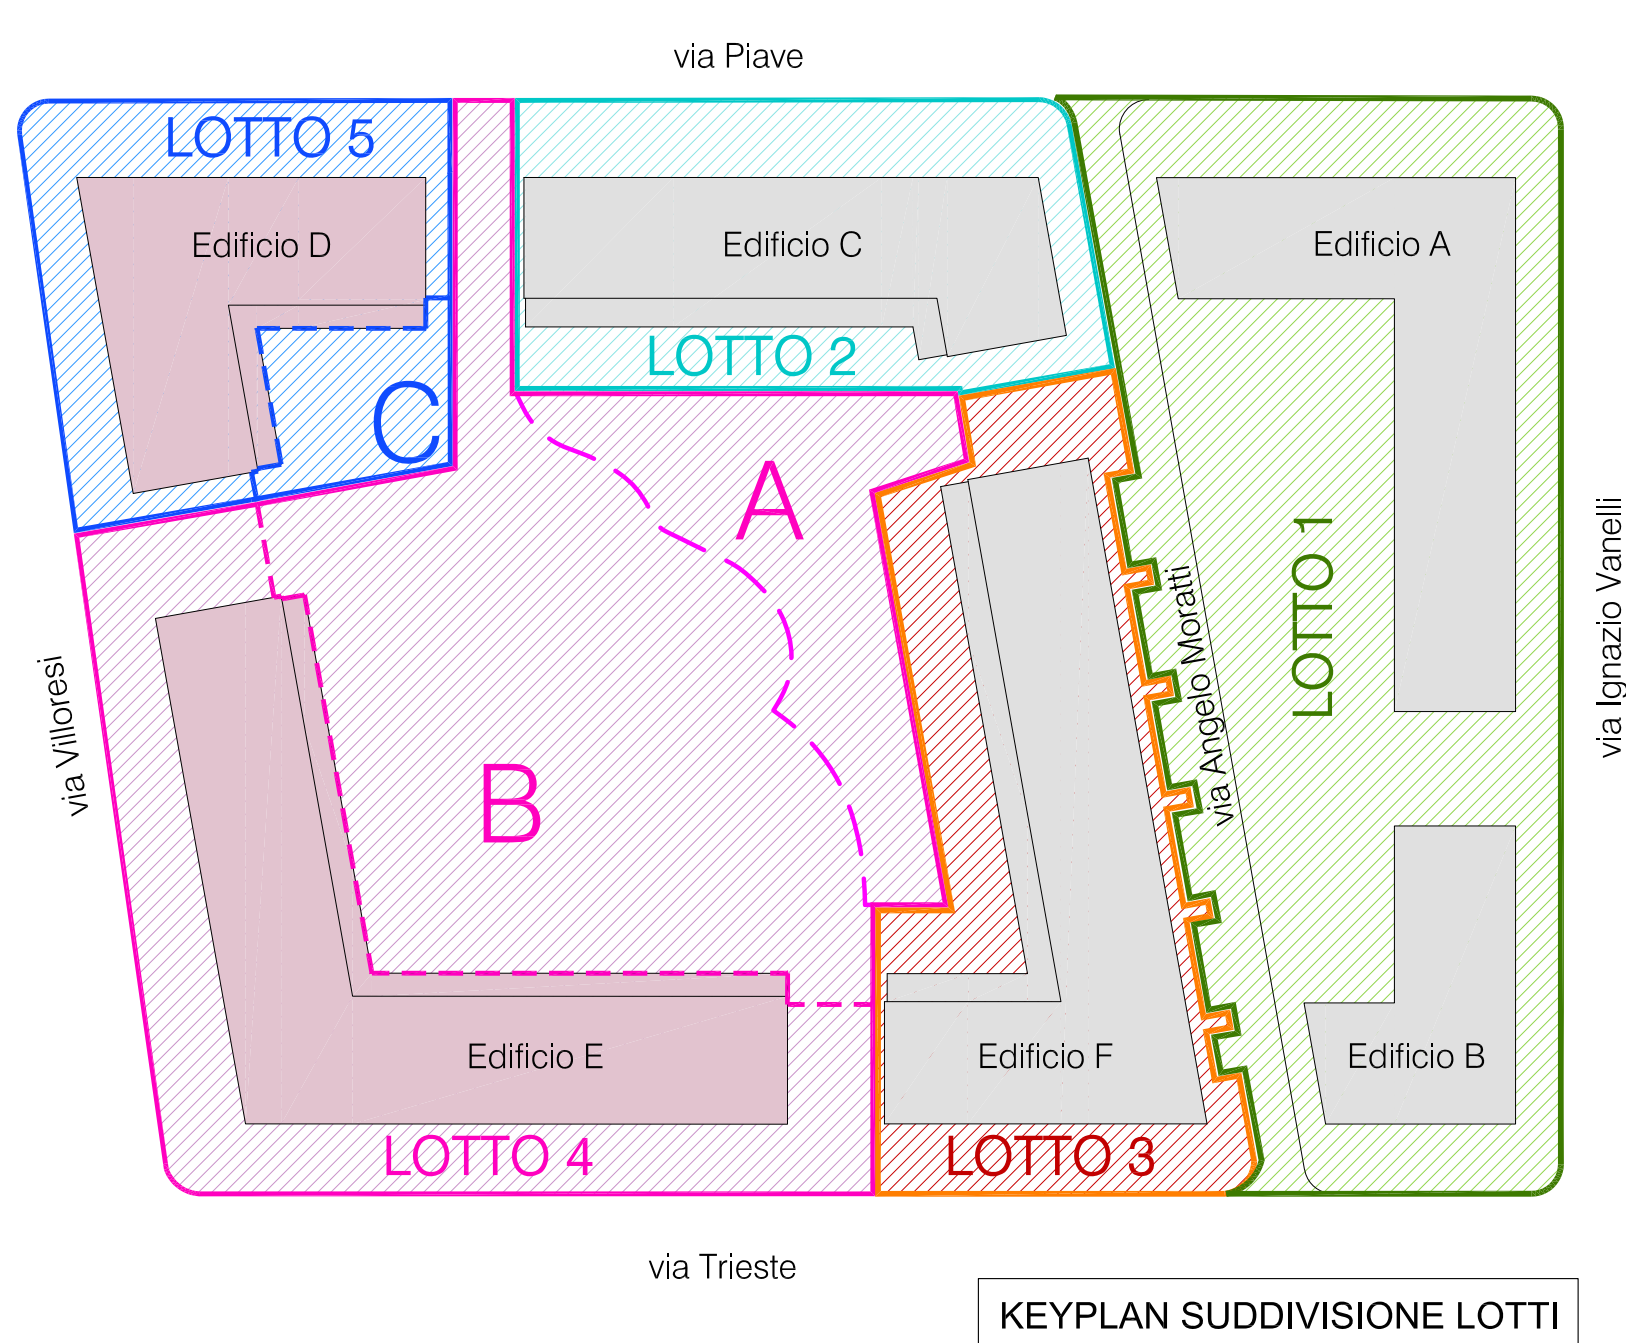 via Piave
LOTTO 5
Edificio D
Edificio C
Edificio A
LOTTO 2
C
A
LOTTO 1
via Angelo Moratti
via Ignazio Vanelli
via Villoresi
B
Edificio E
Edificio F
Edificio B
LOTTO 4
LOTTO 3
via Trieste
KEYPLAN SUDDIVISIONE LOTTI